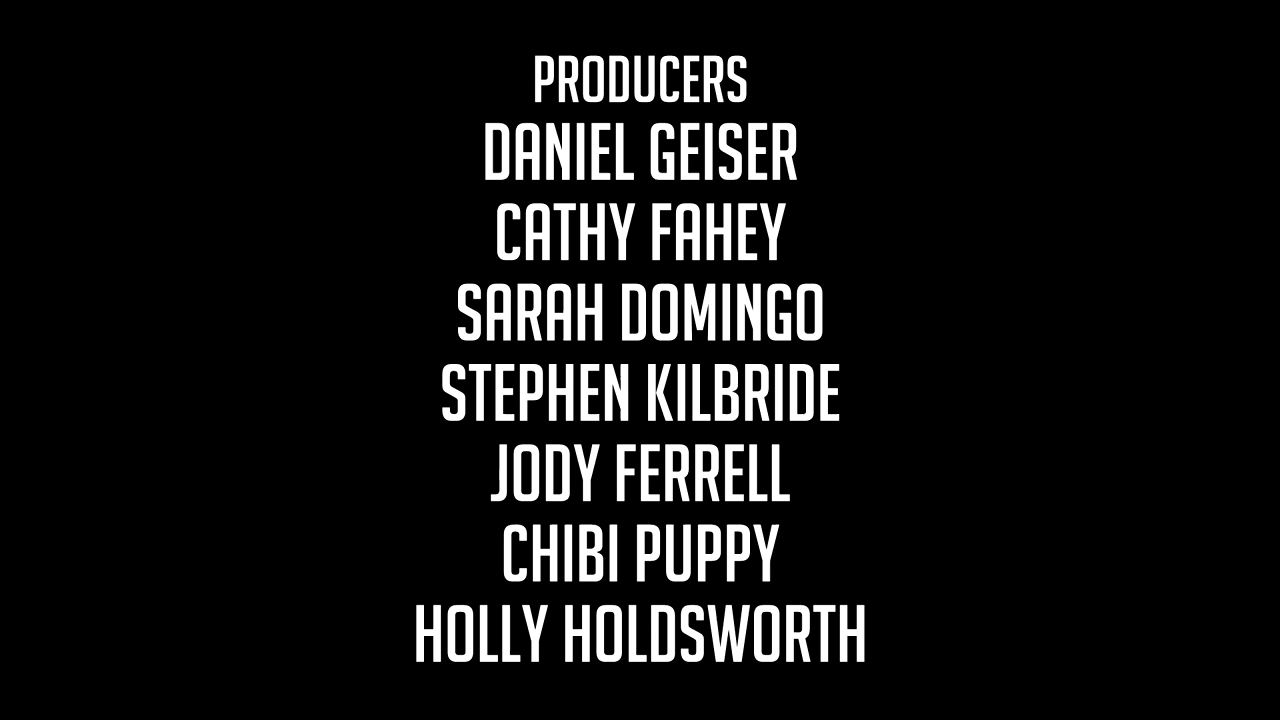 PRODUCERS
DANIEL GEISER
CATHY FAHEY
SARAH DOMINGO
STEPHEN KILBRIDE
JODY FERRELL
CHIBI PUPPY
HOLLY HOLDSWORTH